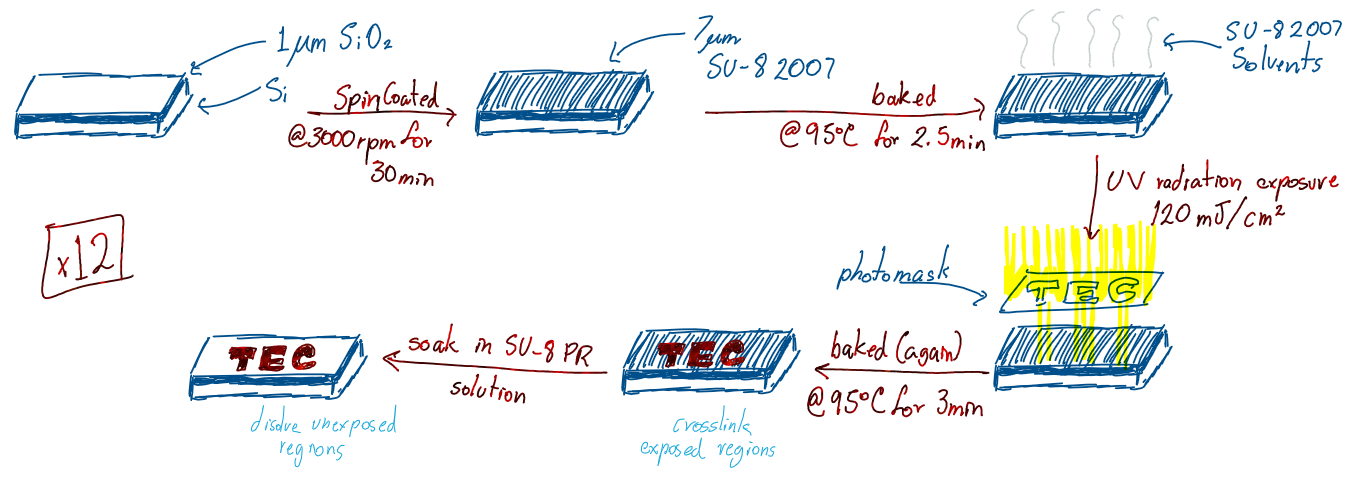 1μm SiO₂
Si
SpinCoated
@3000rpm for
30min
7μm
SU-8 2007
baked
@95°C for 2.5min
SU-8 2007
Solvents
UV radiation exposure
120 mJ/cm²
x12
photomask
TEC
baked (again)
@95°C for 3min
TEC
crosslink
exposed regions
soak in SU-8 PR
solution
TEC
disolve unexposed
regnons